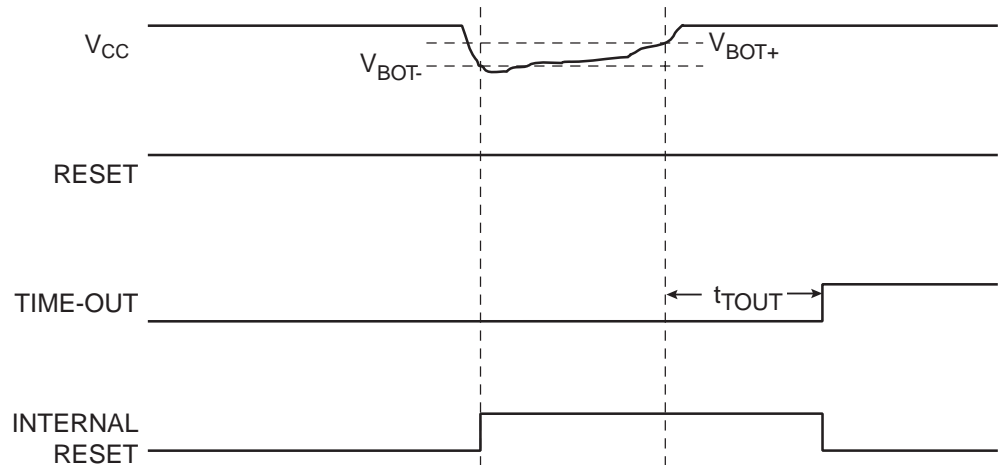 VCC
VBOT-
VBOT+
RESET
TIME-OUT
tTOUT
INTERNAL
RESET